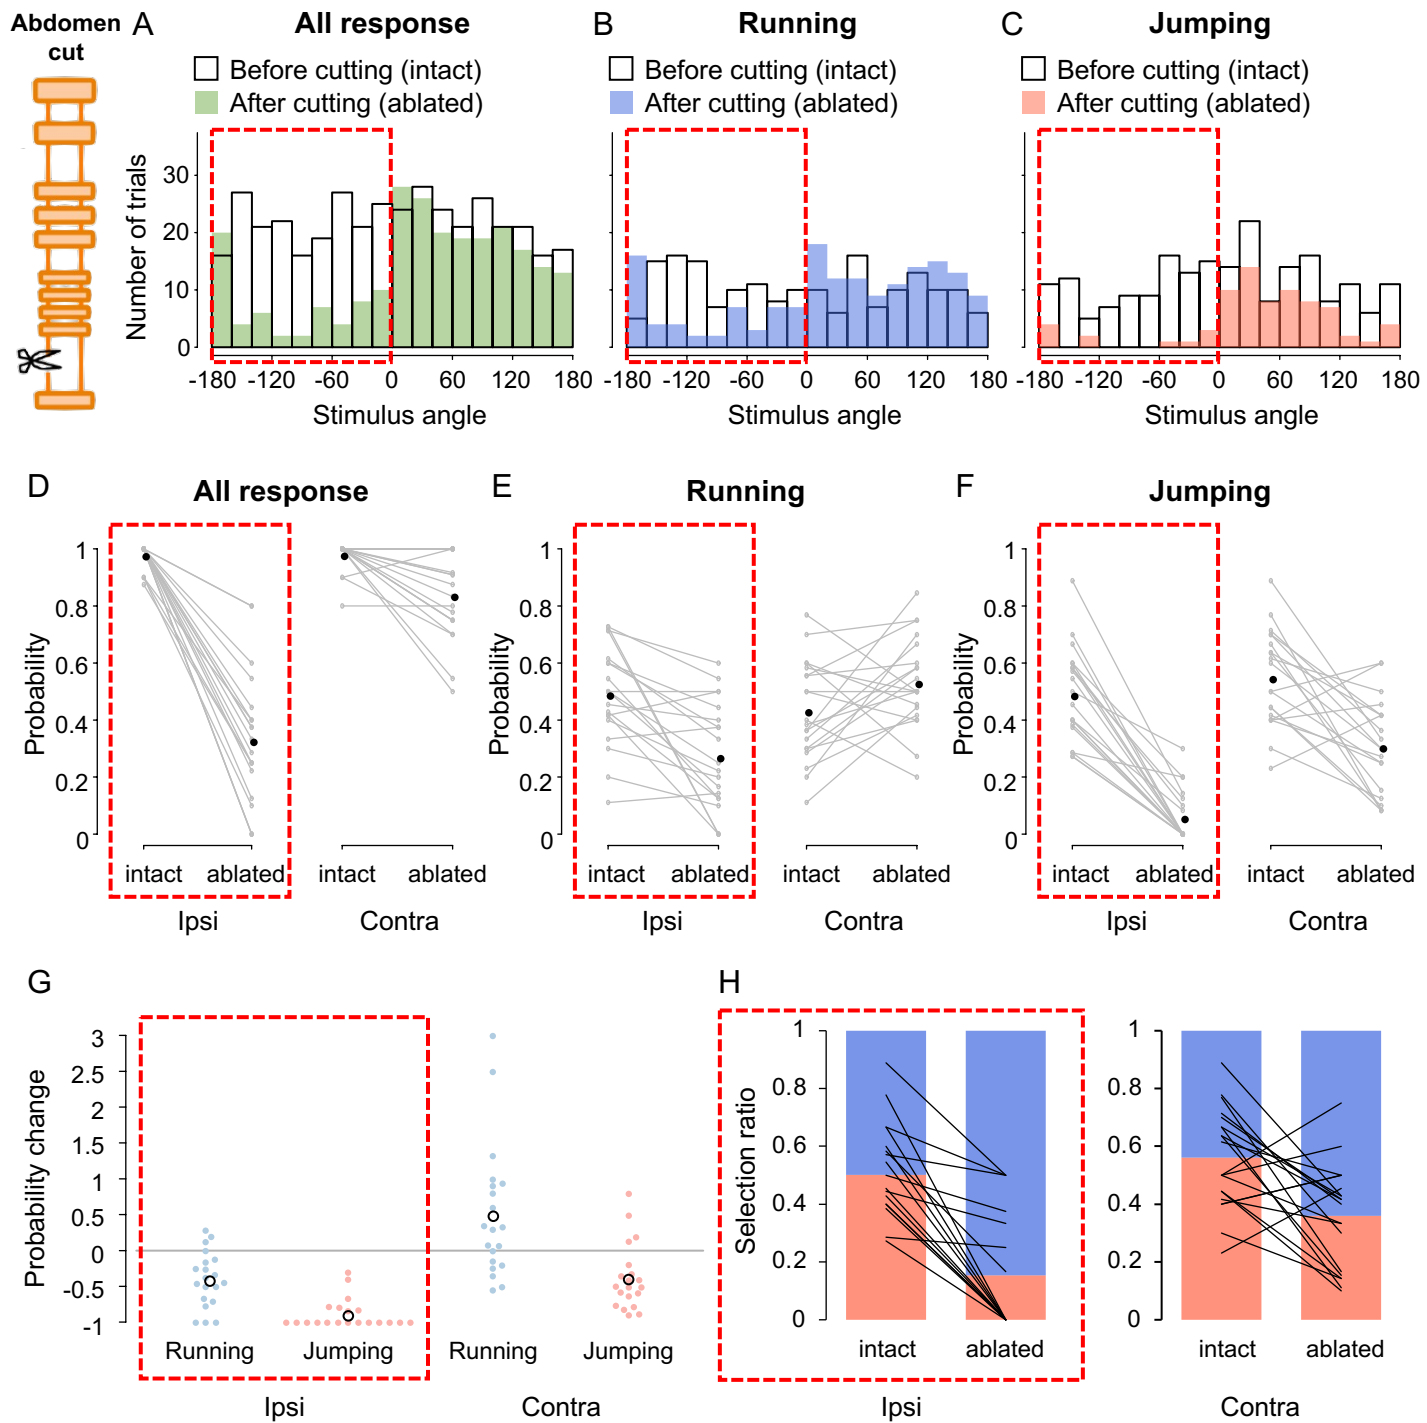 Abdomen
cut
A
All response
Before cutting (intact)
After cutting (ablated)
Number of trials
30
20
10
0
-180
-120
-60
0
60
120
180
Stimulus angle
B
Running
Before cutting (intact)
After cutting (ablated)
-180
-120
-60
0
60
120
180
Stimulus angle
C
Jumping
Before cutting (intact)
After cutting (ablated)
-180
-120
-60
0
60
120
180
Stimulus angle
D
All response
Probability
1
0.8
0.6
0.4
0.2
0
intact ablated intact ablated
Ipsi Contra
E
Running
Probability
1
0.8
0.6
0.4
0.2
0
intact ablated intact ablated
Ipsi Contra
F
Jumping
Probability
1
0.8
0.6
0.4
0.2
0
intact ablated intact ablated
Ipsi Contra
G
Probability change
3
2.5
2
1.5
1
0.5
0
-0.5
-1
Running Jumping Running Jumping
Ipsi Contra
H
Selection ratio
1
0.8
0.6
0.4
0.2
0
intact ablated
Ipsi
1
0.8
0.6
0.4
0.2
0
intact ablated
Contra